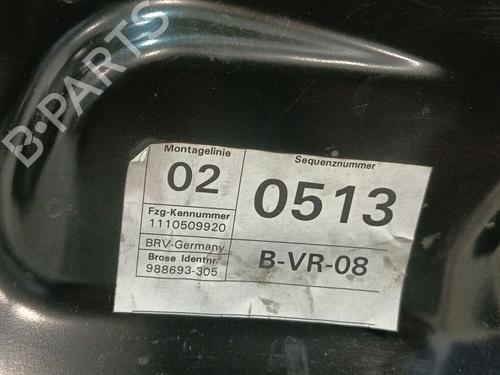 B-PARTS
Montagelinie
02
Sequenznummer
0513
Fzg-Kennummer
1110509920
BRV-Germany
Brose Identnr.
988693-305
B-VR-08